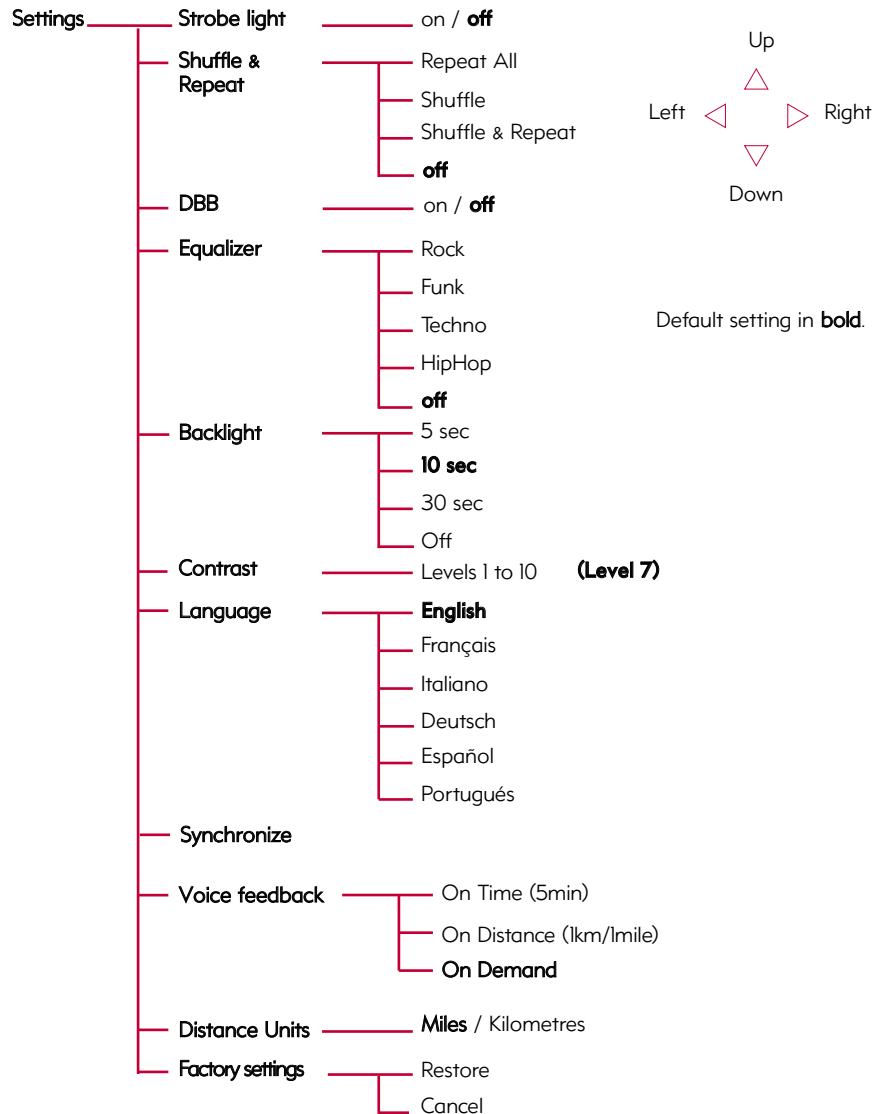 Settings
Strobe light
on / off
Shuffle &
Repeat
Repeat All
Shuffle
Shuffle & Repeat
off
DBB
on / off
Equalizer
Rock
Funk
Techno
HipHop
off
Backlight
5 sec
10 sec
30 sec
Off
Contrast
Levels 1 to 10 (Level 7)
Language
English
Français
Italiano
Deutsch
Español
Portugués
Synchronize
Voice feedback
On Time (5min)
On Distance (1km/1mile)
On Demand
Distance Units
Miles / Kilometres
Factory settings
Restore
Cancel
Up
Left
Right
Down
Default setting in bold.